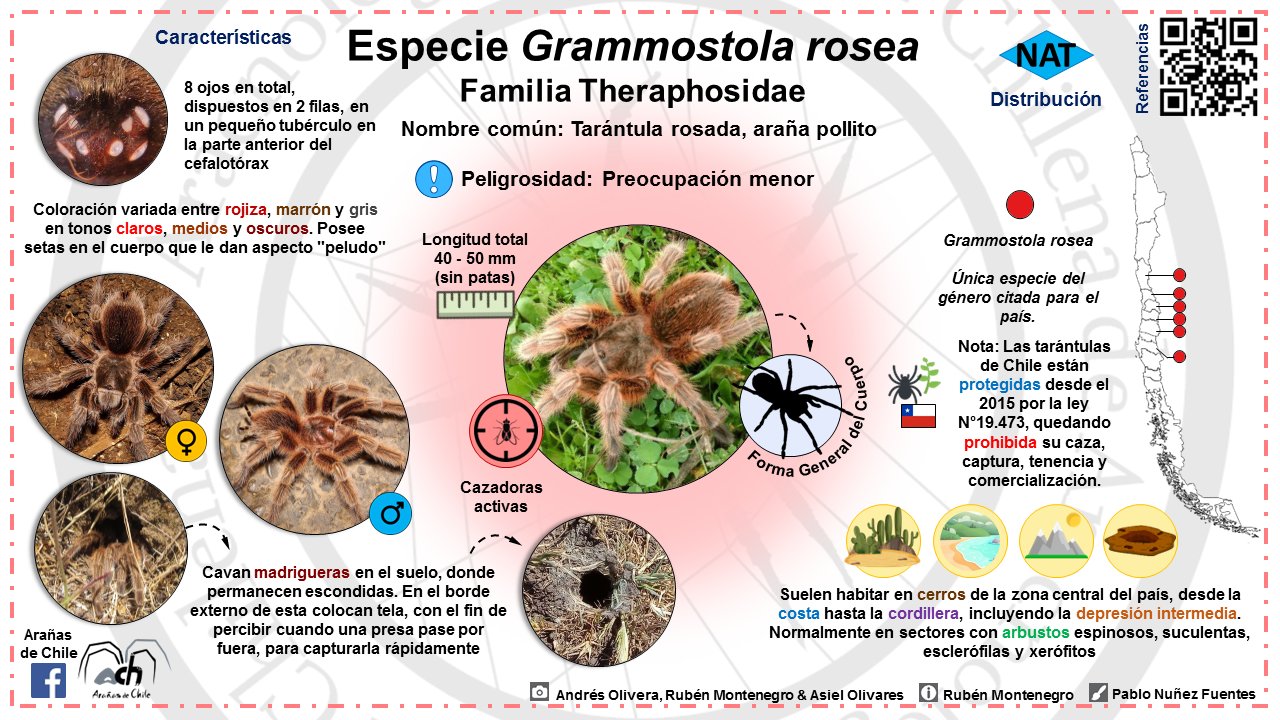 Características
Especie Grammostola rosea
Familia Theraphosidae
Nombre común: Tarántula rosada, araña pollito
Peligrosidad: Preocupación menor
8 ojos en total,
dispuestos en 2 filas, en
un pequeño tubérculo en
la parte anterior del
cefalotórax
Coloración variada entre rojiza, marrón y gris
en tonos claros, medios y oscuros. Posee
setas en el cuerpo que le dan aspecto "peludo"
Longitud total
40 - 50 mm
(sin patas)
Forma General del Cuerpo
Cazadoras
activas
Cavan madrigueras en el suelo, donde
permanecen escondidas. En el borde
externo de esta colocan tela, con el fin de
percibir cuando una presa pase por
fuera, para capturarla rápidamente
NAT
Distribución
Referencias
Grammostola rosea
Única especie del
género citada para el
país.
Nota: Las tarántulas
de Chile están
protegidas desde el
2015 por la ley
N°19.473, quedando
prohibida su caza,
captura, tenencia y
comercialización.
Suelen habitar en cerros de la zona central del país, desde la
costa hasta la cordillera, incluyendo la depresión intermedia.
Normalmente en sectores con arbustos espinosos, suculentas,
esclerófilas y xerófitos
Arañas
de Chile
ach
Arañas de Chile
Andrés Olivera, Rubén Montenegro & Asiel Olivares
Rubén Montenegro
Pablo Nuñez Fuentes